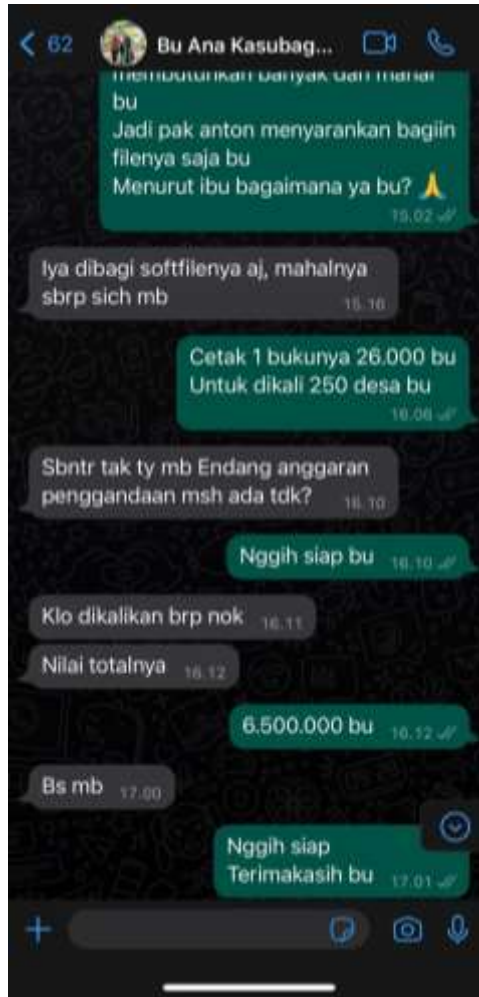 62
Bu Ana Kasubag...
membutuhkan banyak dan mahal
bu
Jadi pak anton menyarankan bagiin
filenya saja bu
Menurut ibu bagaimana ya bu? 🙏
15.02
Iya dibagi softfilenya aj, mahalnya
sbrp sich mb
15.16
Cetak 1 bukunya 26.000 bu
Untuk dikali 250 desa bu
16.06
Sbntr tak ty mb Endang anggaran
penggandaan msh ada tdk?
16.10
Nggih siap bu
16.10
Klo dikalikan brp nok
16.11
Nilai totalnya
16.12
6.500.000 bu
16.12
Bs mb
17.00
Nggih siap
Terimakasih bu
17.01